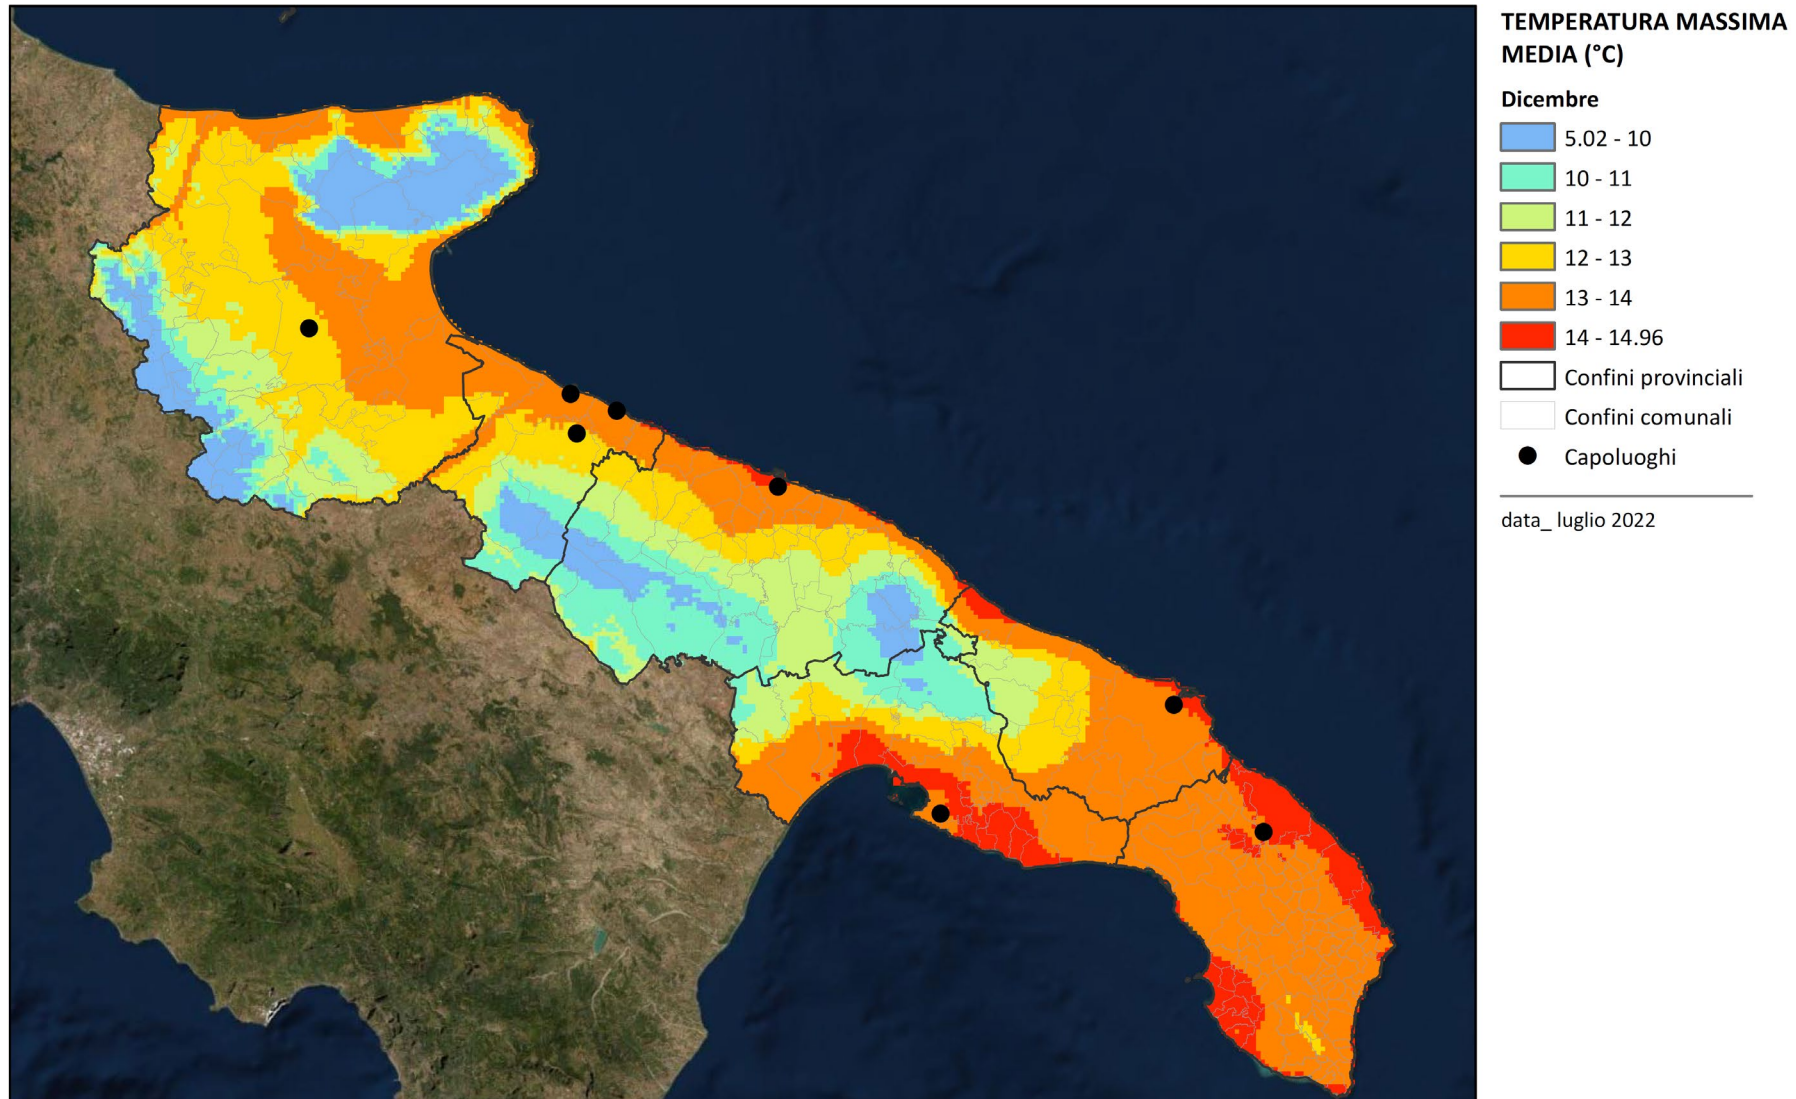 TEMPERATURA MASSIMA
MEDIA (°C)
Dicembre
5.02 - 10
10 - 11
11 - 12
12 - 13
13 - 14
14 - 14.96
Confini provinciali
Confini comunali
Capoluoghi
data_ luglio 2022